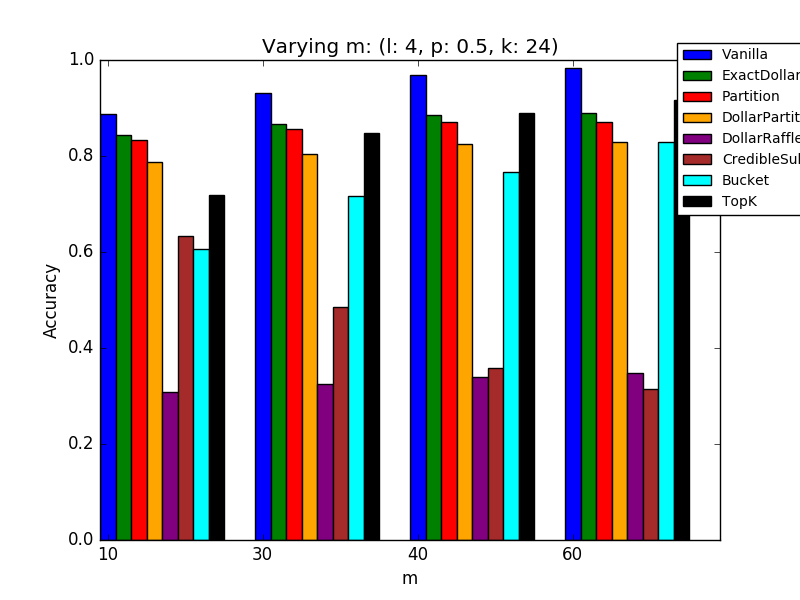 Varying m: (l: 4, p: 0.5, k: 24)
Vanilla
ExactDollar
Partition
DollarPartit
DollarRaffle
CredibleSu
Bucket
TopK
1.0
0.8
0.6
0.4
0.2
0.0
Accuracy
10 30 40 60
m